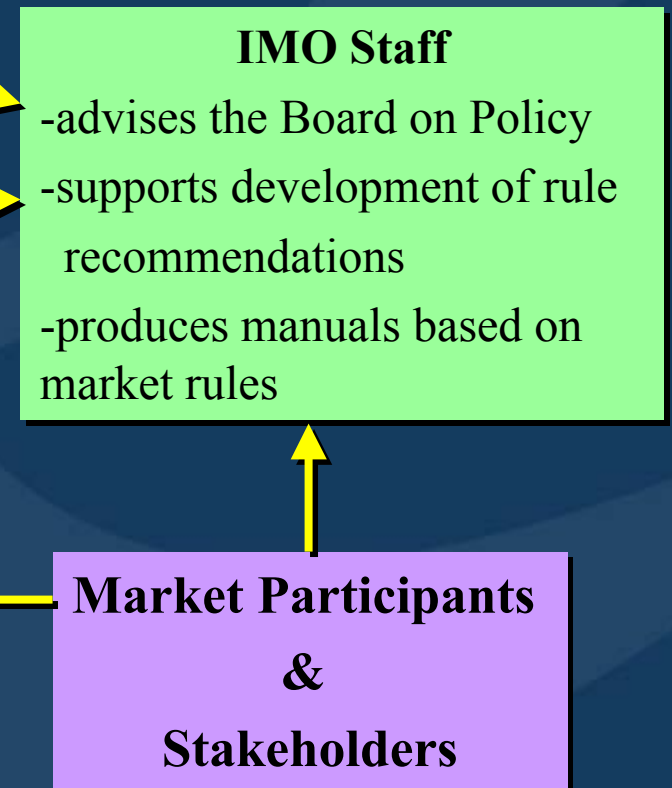 IMO Staff
-advises the Board on Policy
-supports development of rule
recommendations
-produces manuals based on
market rules
Market Participants
&
Stakeholders